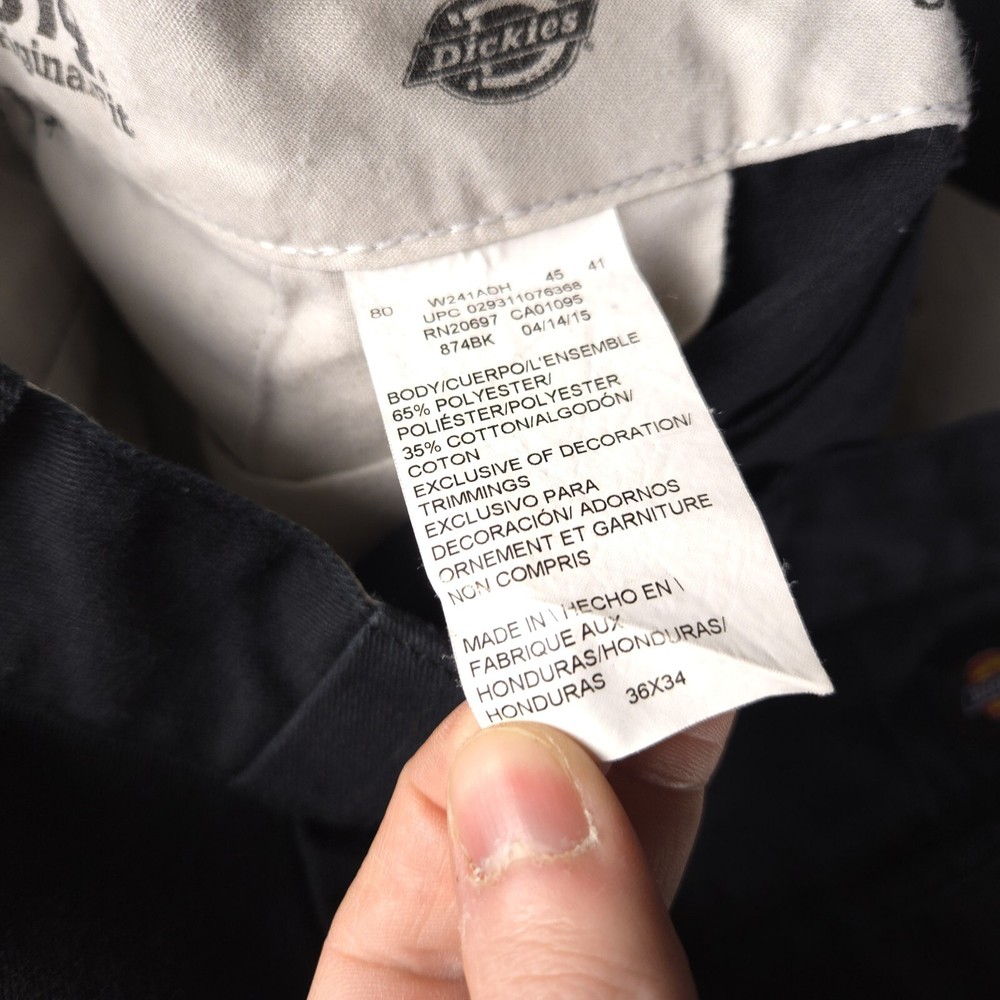 Dickies
80 W241ADH 45 41
UPC 029311076368
RN20697 CA01095
874BK 04/14/15
BODY/CUERPO/L'ENSEMBLE
65% POLYESTER/
POLIÉSTER/POLYESTER
35% COTTON/ALGODÓN/
COTON
EXCLUSIVE OF DECORATION/
TRIMMINGS
EXCLUSIVO PARA
DECORACIÓN/ ADORNOS
ORNEMENT ET GARNITURE
NON COMPRIS
MADE IN \ HECHO EN \
FABRIQUE AUX
HONDURAS/HONDURAS/
HONDURAS 36X34